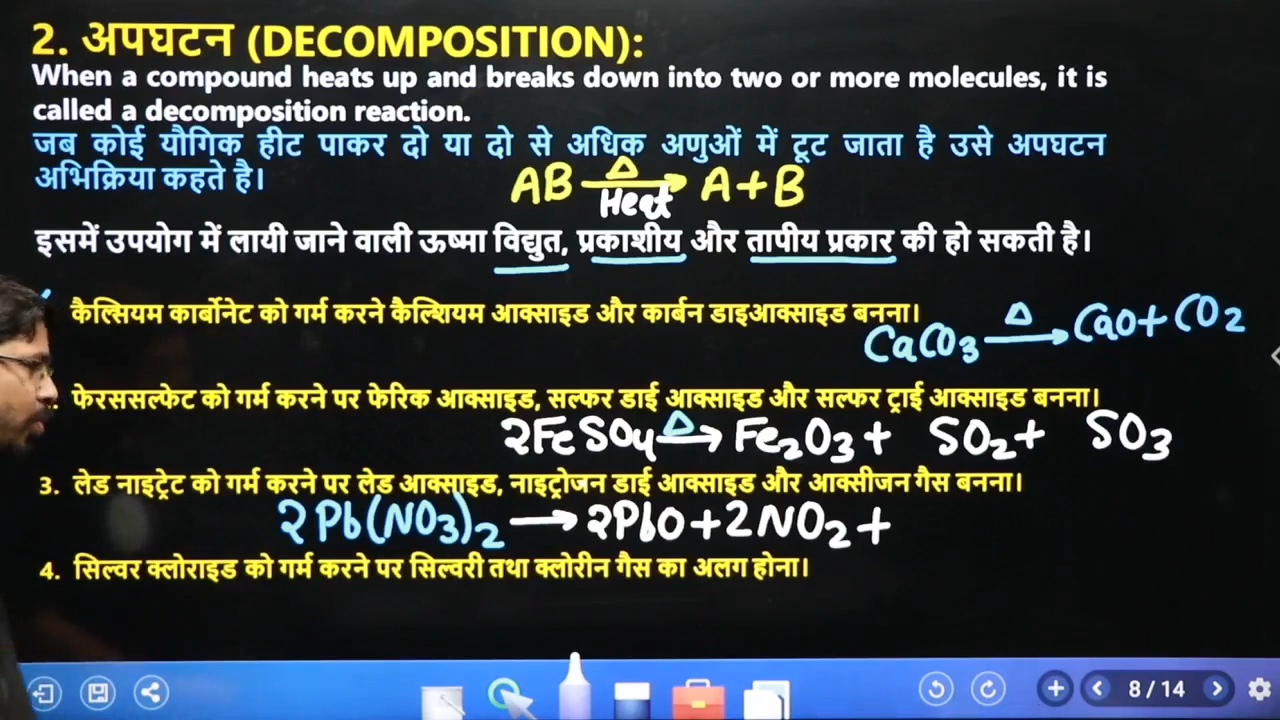 2. अपघटन (DECOMPOSITION):
When a compound heats up and breaks down into two or more molecules, it is
called a decomposition reaction.
जब कोई यौगिक हीट पाकर दो या दो से अधिक अणुओं में टूट जाता है उसे अपघटन
अभिक्रिया कहते है।
AB →Δ Heat A + B
इसमें उपयोग में लायी जाने वाली ऊष्मा विद्युत, प्रकाशीय और तापीय प्रकार की हो सकती है।
कैल्सियम कार्बोनेट को गर्म करने कैल्शियम आक्साइड और कार्बन डाइआक्साइड बनना।
CaCO3 →Δ CaO + CO2
फेरससल्फेट को गर्म करने पर फेरिक आक्साइड, सल्फर डाई आक्साइड और सल्फर ट्राई आक्साइड बनना।
2FeSO4 →Δ Fe2O3 + SO2 + SO3
3. लेड नाइट्रेट को गर्म करने पर लेड आक्साइड, नाइट्रोजन डाई आक्साइड और आक्सीजन गैस बनना।
2Pb(NO3)2 → 2PbO + 2NO2 +
4. सिल्वर क्लोराइड को गर्म करने पर सिल्वरी तथा क्लोरीन गैस का अलग होना।
8 / 14